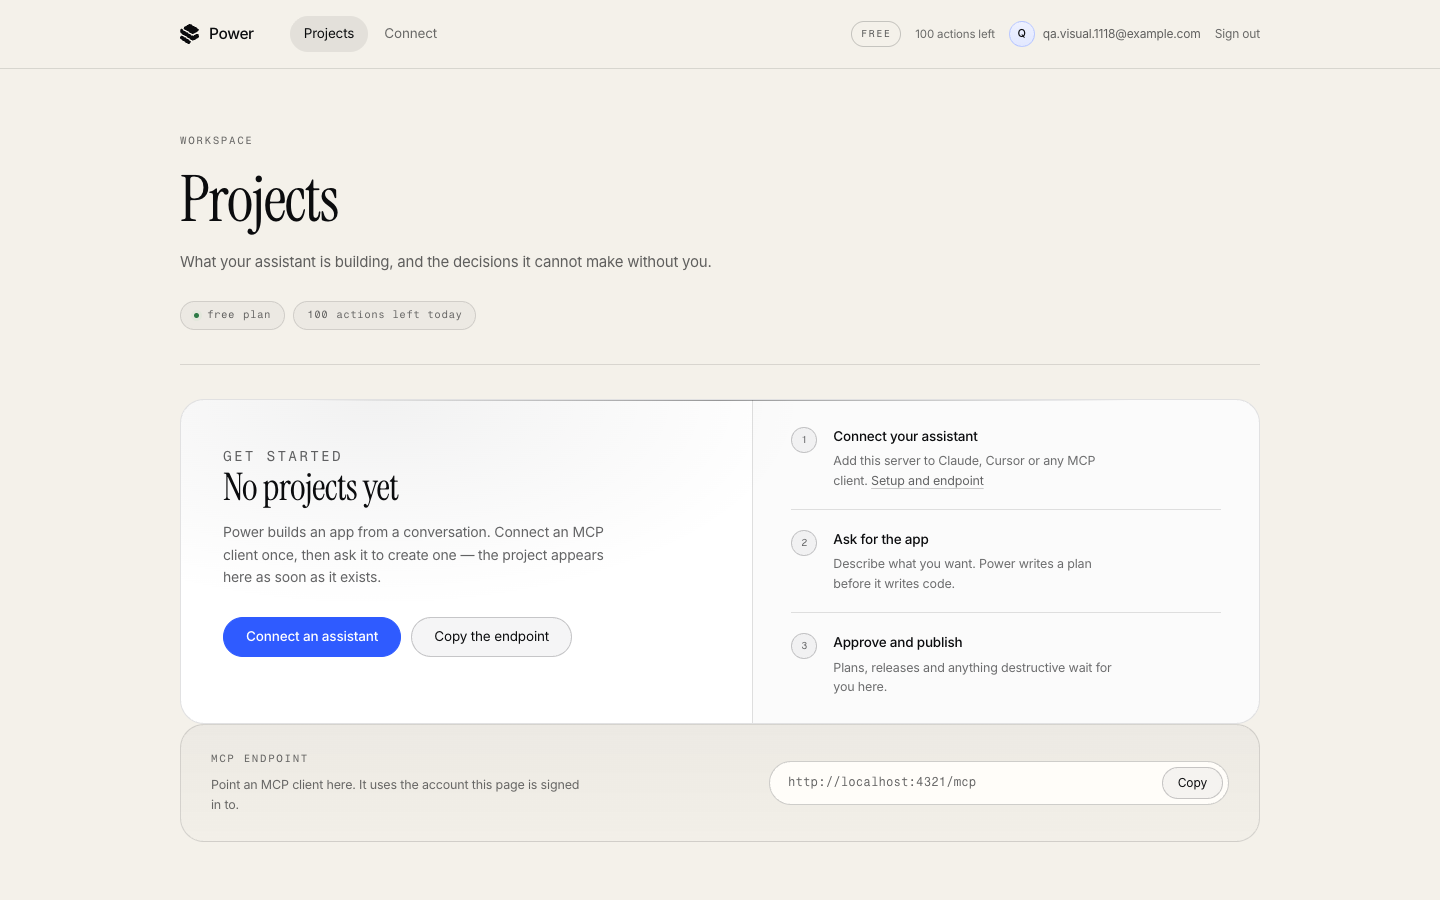 Power
Projects
Connect
FREE
100 actions left
Q
qa.visual.1118@example.com
Sign out
WORKSPACE
Projects
What your assistant is building, and the decisions it cannot make without you.
free plan
100 actions left today
GET STARTED
No projects yet
Power builds an app from a conversation. Connect an MCP
client once, then ask it to create one — the project appears
here as soon as it exists.
Connect an assistant
Copy the endpoint
1
Connect your assistant
Add this server to Claude, Cursor or any MCP
client. Setup and endpoint
2
Ask for the app
Describe what you want. Power writes a plan
before it writes code.
3
Approve and publish
Plans, releases and anything destructive wait for
you here.
MCP ENDPOINT
Point an MCP client here. It uses the account this page is signed
in to.
http://localhost:4321/mcp
Copy